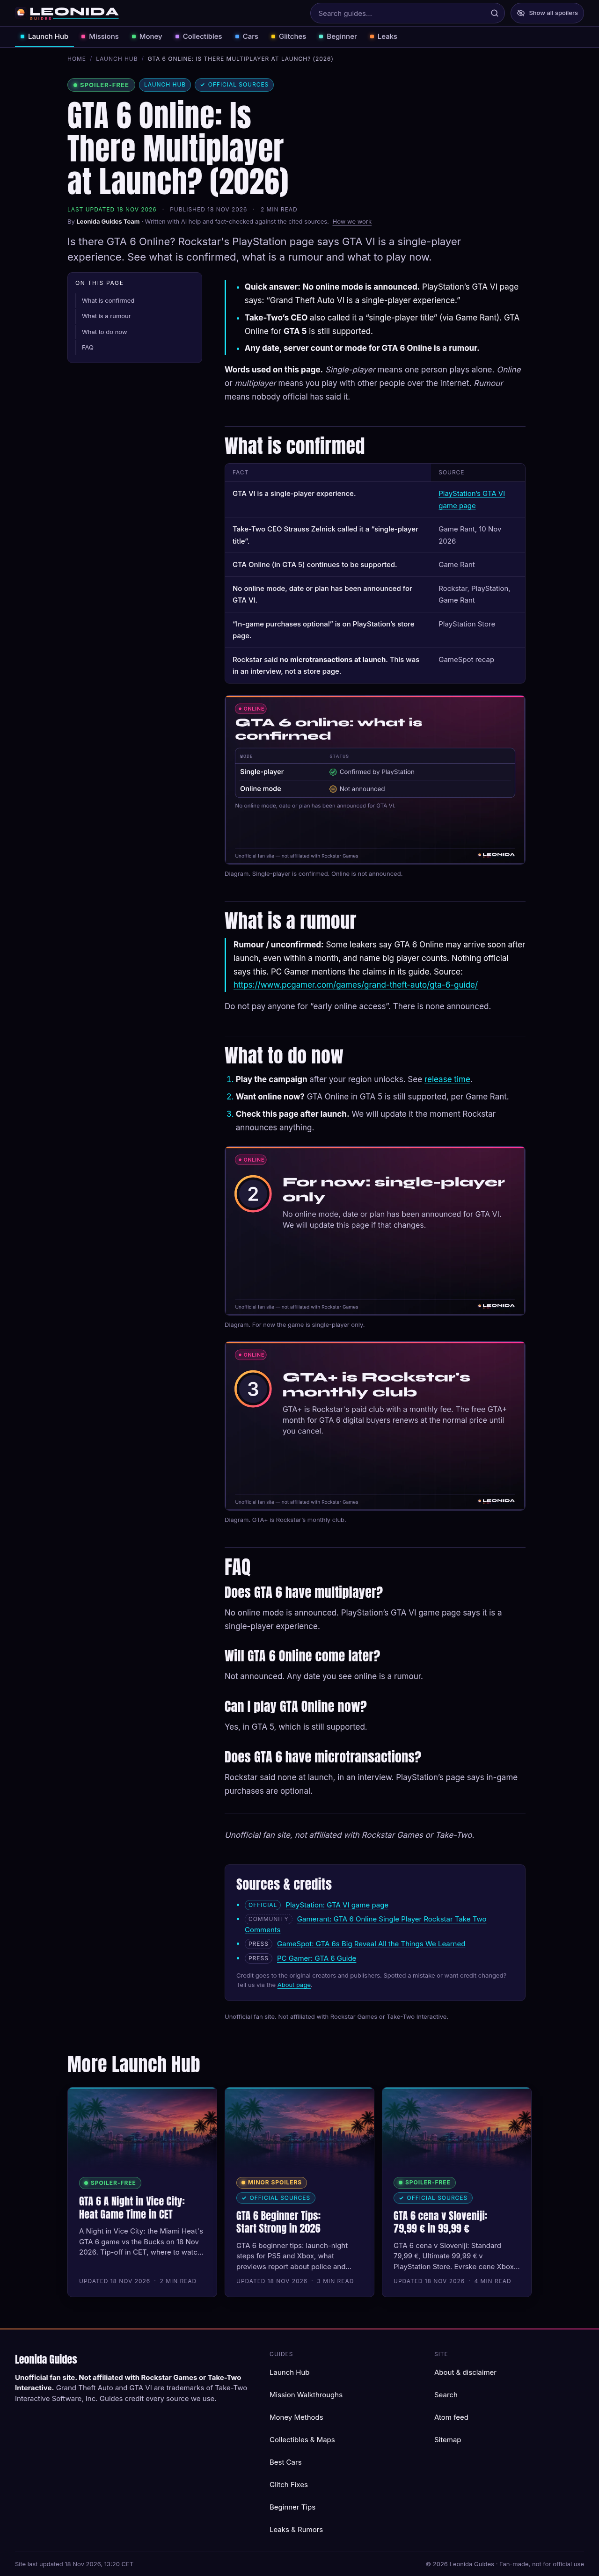 LEONIDA
GUIDES
Search guides...
Show all spoilers
Launch Hub
Missions
Money
Collectibles
Cars
Glitches
Beginner
Leaks
HOME / LAUNCH HUB / GTA 6 ONLINE: IS THERE MULTIPLAYER AT LAUNCH? (2026)
SPOILER-FREE
LAUNCH HUB
✓ OFFICIAL SOURCES
GTA 6 Online: Is
There Multiplayer
at Launch? (2026)
LAST UPDATED 18 NOV 2026 · PUBLISHED 18 NOV 2026 · 2 MIN READ
By Leonida Guides Team · Written with AI help and fact-checked against the cited sources. How we work
Is there GTA 6 Online? Rockstar's PlayStation page says GTA VI is a single-player
experience. See what is confirmed, what is a rumour and what to play now.
ON THIS PAGE
What is confirmed
What is a rumour
What to do now
FAQ
• Quick answer: No online mode is announced. PlayStation's GTA VI page
says: “Grand Theft Auto VI is a single-player experience.”
• Take-Two's CEO also called it a “single-player title” (via Game Rant). GTA
Online for GTA 5 is still supported.
• Any date, server count or mode for GTA 6 Online is a rumour.
Words used on this page. Single-player means one person plays alone. Online
or multiplayer means you play with other people over the internet. Rumour
means nobody official has said it.
What is confirmed
FACT
SOURCE
GTA VI is a single-player experience.
PlayStation's GTA VI
game page
Take-Two CEO Strauss Zelnick called it a “single-player
title”.
Game Rant, 10 Nov
2026
GTA Online (in GTA 5) continues to be supported.
Game Rant
No online mode, date or plan has been announced for
GTA VI.
Rockstar, PlayStation,
Game Rant
“In-game purchases optional” is on PlayStation's store
page.
PlayStation Store
Rockstar said no microtransactions at launch. This was
in an interview, not a store page.
GameSpot recap
ONLINE
GTA 6 online: what is
confirmed
MODE
STATUS
Single-player
Confirmed by PlayStation
Online mode
Not announced
No online mode, date or plan has been announced for GTA VI.
Unofficial fan site — not affiliated with Rockstar Games
LEONIDA
Diagram. Single-player is confirmed. Online is not announced.
What is a rumour
Rumour / unconfirmed: Some leakers say GTA 6 Online may arrive soon after
launch, even within a month, and name big player counts. Nothing official
says this. PC Gamer mentions the claims in its guide. Source:
https://www.pcgamer.com/games/grand-theft-auto/gta-6-guide/
Do not pay anyone for “early online access”. There is none announced.
What to do now
1. Play the campaign after your region unlocks. See release time.
2. Want online now? GTA Online in GTA 5 is still supported, per Game Rant.
3. Check this page after launch. We will update it the moment Rockstar
announces anything.
ONLINE
2
For now: single-player
only
No online mode, date or plan has been announced for GTA VI.
We will update this page if that changes.
Unofficial fan site — not affiliated with Rockstar Games
LEONIDA
Diagram. For now the game is single-player only.
ONLINE
3
GTA+ is Rockstar's
monthly club
GTA+ is Rockstar's paid club with a monthly fee. The free GTA+
month for GTA 6 digital buyers renews at the normal price until
you cancel.
Unofficial fan site — not affiliated with Rockstar Games
LEONIDA
Diagram. GTA+ is Rockstar's monthly club.
FAQ
Does GTA 6 have multiplayer?
No online mode is announced. PlayStation's GTA VI game page says it is a
single-player experience.
Will GTA 6 Online come later?
Not announced. Any date you see online is a rumour.
Can I play GTA Online now?
Yes, in GTA 5, which is still supported.
Does GTA 6 have microtransactions?
Rockstar said none at launch, in an interview. PlayStation's page says in-game
purchases are optional.
Unofficial fan site, not affiliated with Rockstar Games or Take-Two.
Sources & credits
• OFFICIAL PlayStation: GTA VI game page
• COMMUNITY Gamerant: GTA 6 Online Single Player Rockstar Take Two
Comments
• PRESS GameSpot: GTA 6s Big Reveal All the Things We Learned
• PRESS PC Gamer: GTA 6 Guide
Credit goes to the original creators and publishers. Spotted a mistake or want credit changed?
Tell us via the About page.
Unofficial fan site. Not affiliated with Rockstar Games or Take-Two Interactive.
More Launch Hub
SPOILER-FREE
GTA 6 A Night in Vice City:
Heat Game Time in CET
A Night in Vice City: the Miami Heat's
GTA 6 game vs the Bucks on 18 Nov
2026. Tip-off in CET, where to watc...
UPDATED 18 NOV 2026 · 2 MIN READ
MINOR SPOILERS
✓ OFFICIAL SOURCES
GTA 6 Beginner Tips:
Start Strong in 2026
GTA 6 beginner tips: launch-night
steps for PS5 and Xbox, what
previews report about police and...
UPDATED 18 NOV 2026 · 3 MIN READ
SPOILER-FREE
✓ OFFICIAL SOURCES
GTA 6 cena v Sloveniji:
79,99 € in 99,99 €
GTA 6 cena v Sloveniji: Standard
79,99 €, Ultimate 99,99 € v
PlayStation Store. Evrske cene Xbox...
UPDATED 18 NOV 2026 · 4 MIN READ
Leonida Guides
Unofficial fan site. Not affiliated with Rockstar Games or Take-Two
Interactive. Grand Theft Auto and GTA VI are trademarks of Take-Two
Interactive Software, Inc. Guides credit every source we use.
GUIDES
Launch Hub
Mission Walkthroughs
Money Methods
Collectibles & Maps
Best Cars
Glitch Fixes
Beginner Tips
Leaks & Rumors
SITE
About & disclaimer
Search
Atom feed
Sitemap
Site last updated 18 Nov 2026, 13:20 CET
© 2026 Leonida Guides · Fan-made, not for official use